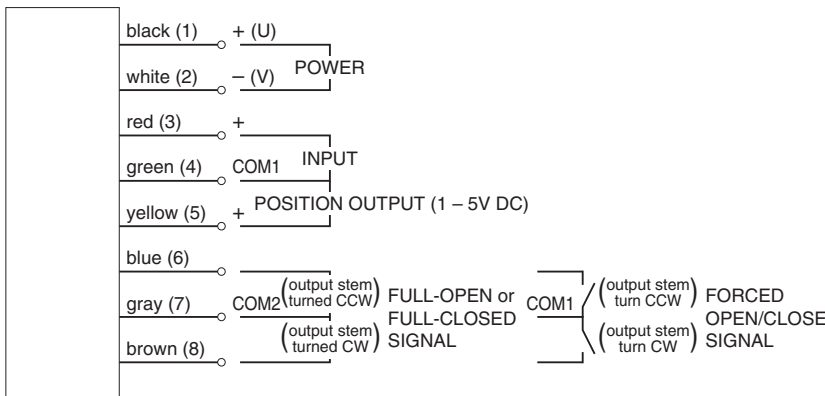 black (1) + (U)
POWER
white (2) – (V)
red (3) +
INPUT
green (4) COM1
POSITION OUTPUT (1 – 5V DC)
yellow (5) +
blue (6)
(output stem turned CCW)
gray (7) COM2
FULL-OPEN or
FULL-CLOSED
SIGNAL
(output stem turned CW)
brown (8)
COM1
(output stem turn CCW)
FORCED
OPEN/CLOSE
SIGNAL
(output stem turn CW)